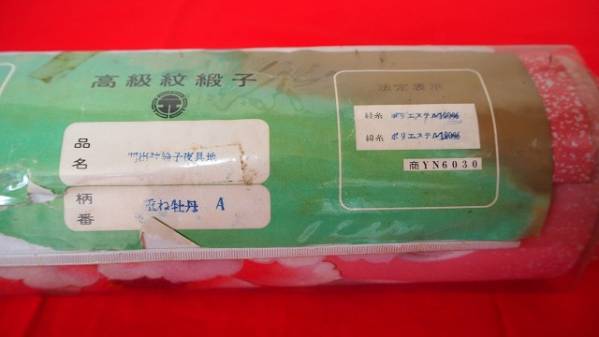 高級紋緞子
品名
柄番
重ね牡丹 A
法定表示
経糸 ポリエステル100%
緯糸 ポリエステル100%
商YN6030